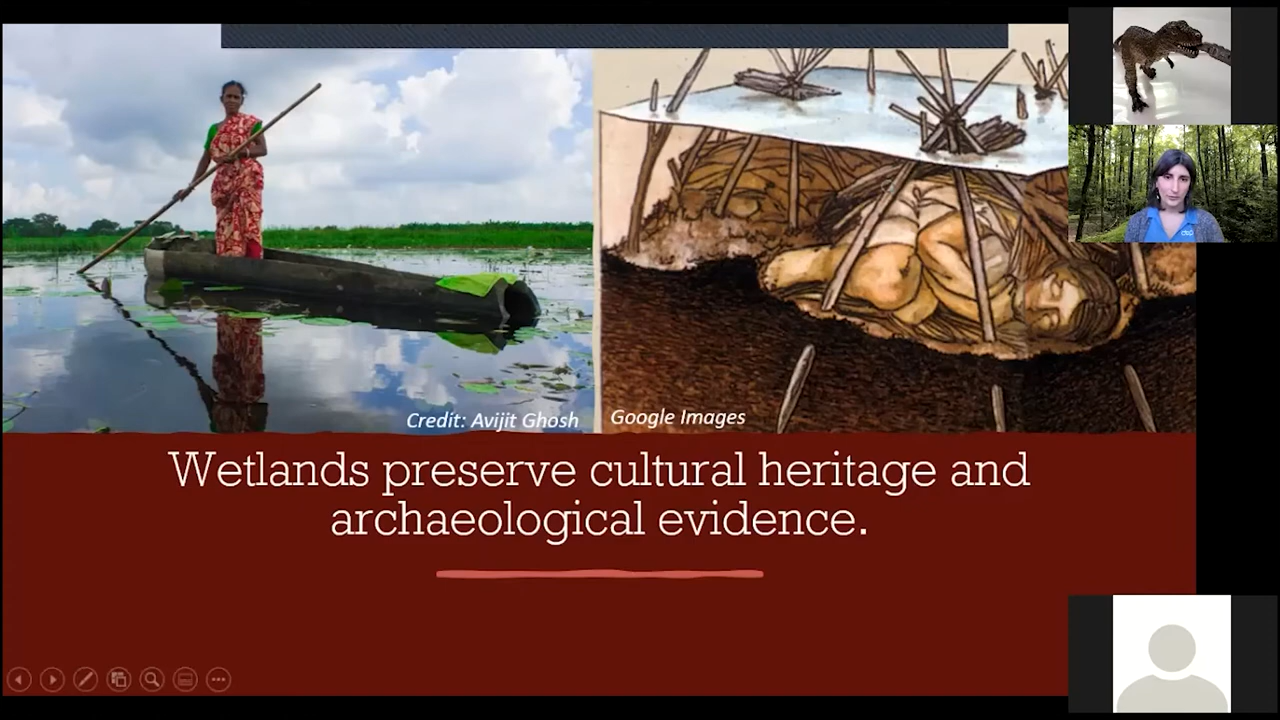 Credit: Avijit Ghosh
Google Images
Wetlands preserve cultural heritage and
archaeological evidence.